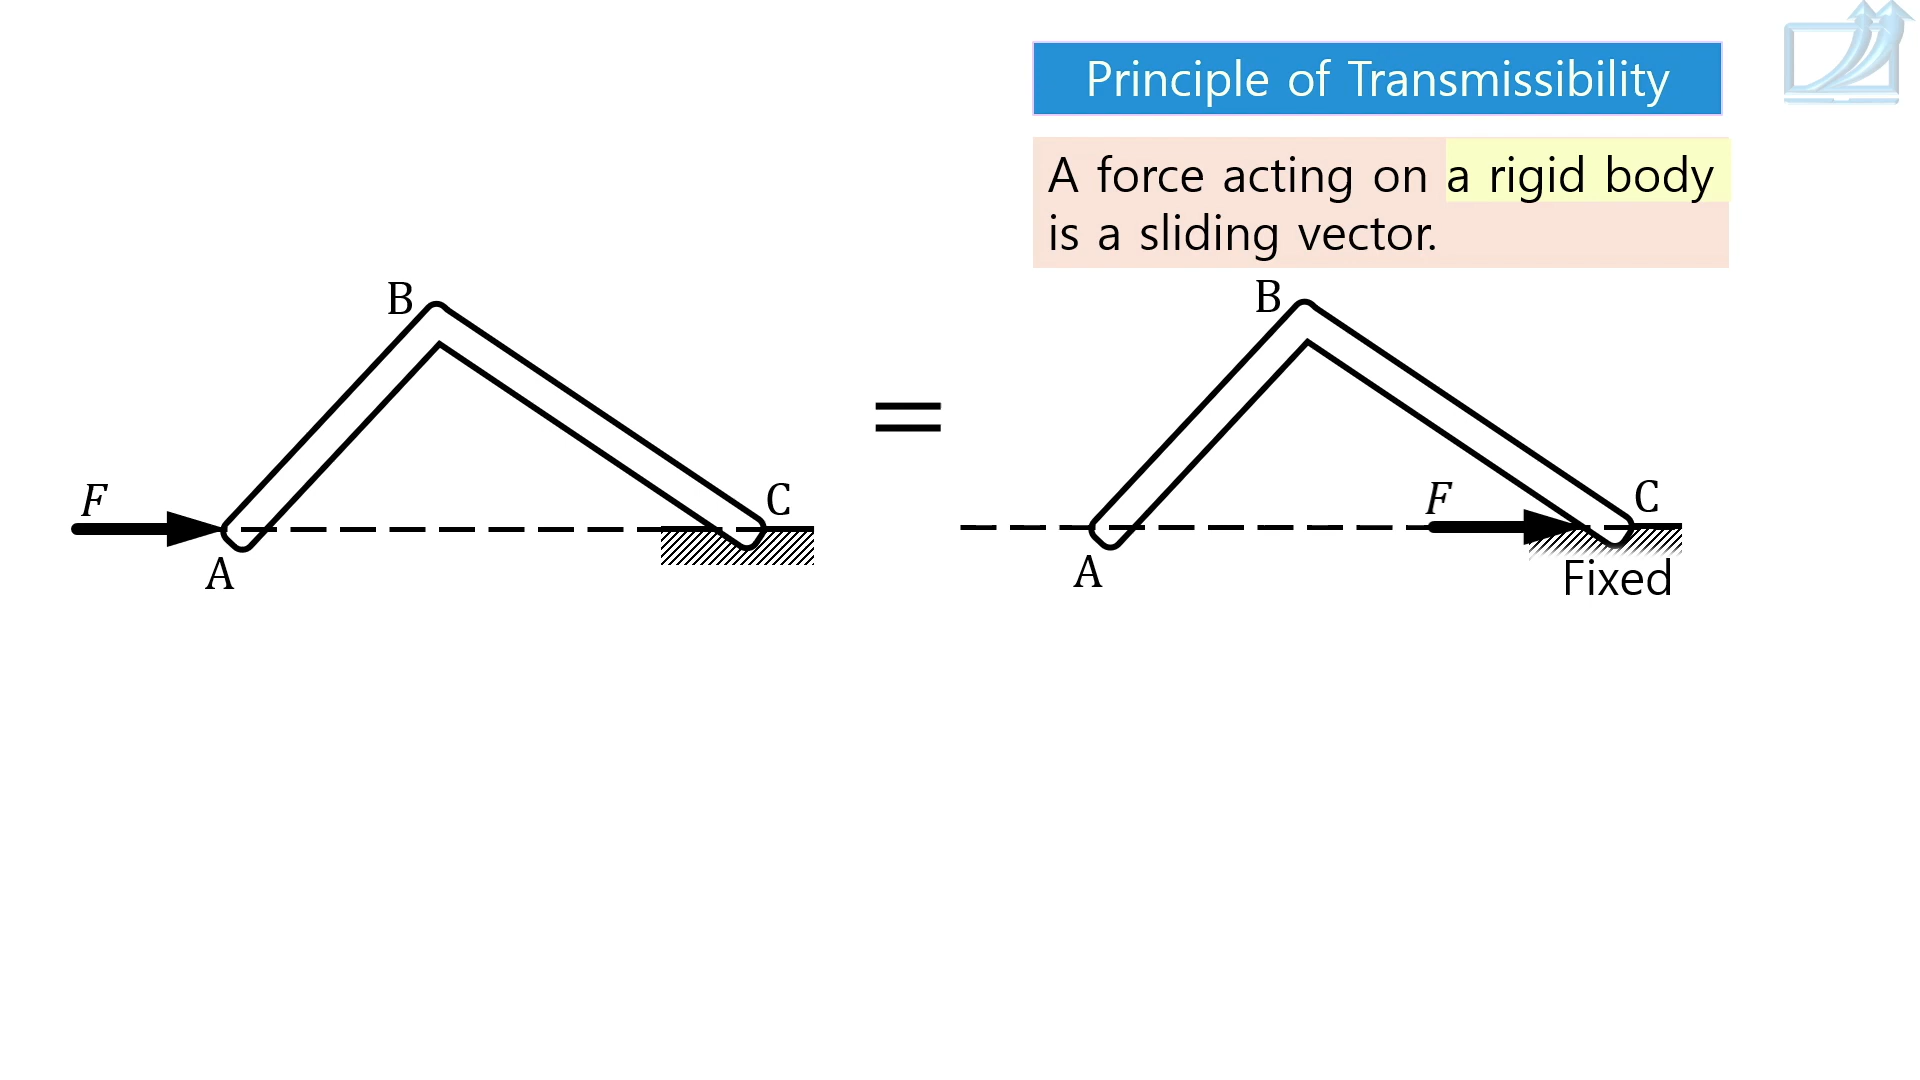 Principle of Transmissibility
A force acting on a rigid body
is a sliding vector.
B
F
A
C
=
B
F
A
C
Fixed